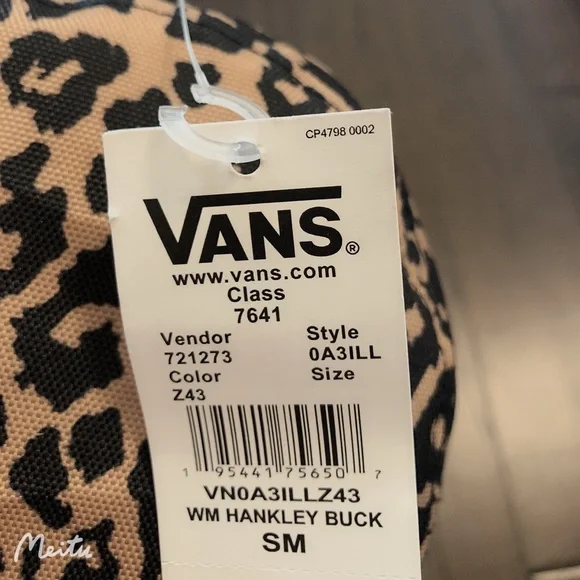 CP4798 0002
VANS®
www.vans.com
Class
7641
Vendor Style
721273 0A3ILL
Color Size
Z43
1 95441 75650 7
VN0A3ILLZ43
WM HANKLEY BUCK
SM
Meitu